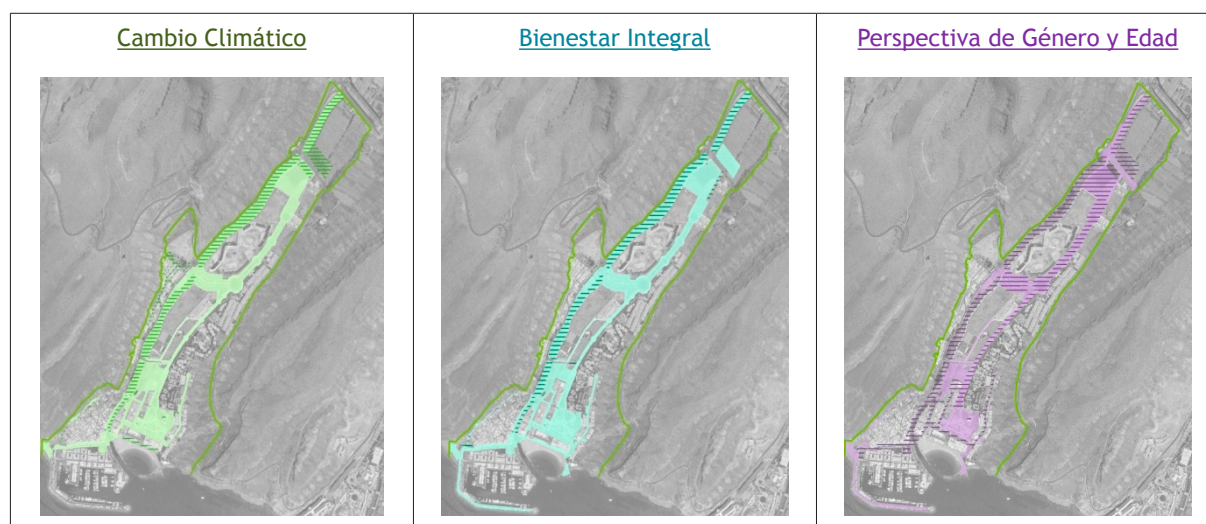 Cambio Climático
Bienestar Integral
Perspectiva de Género y Edad